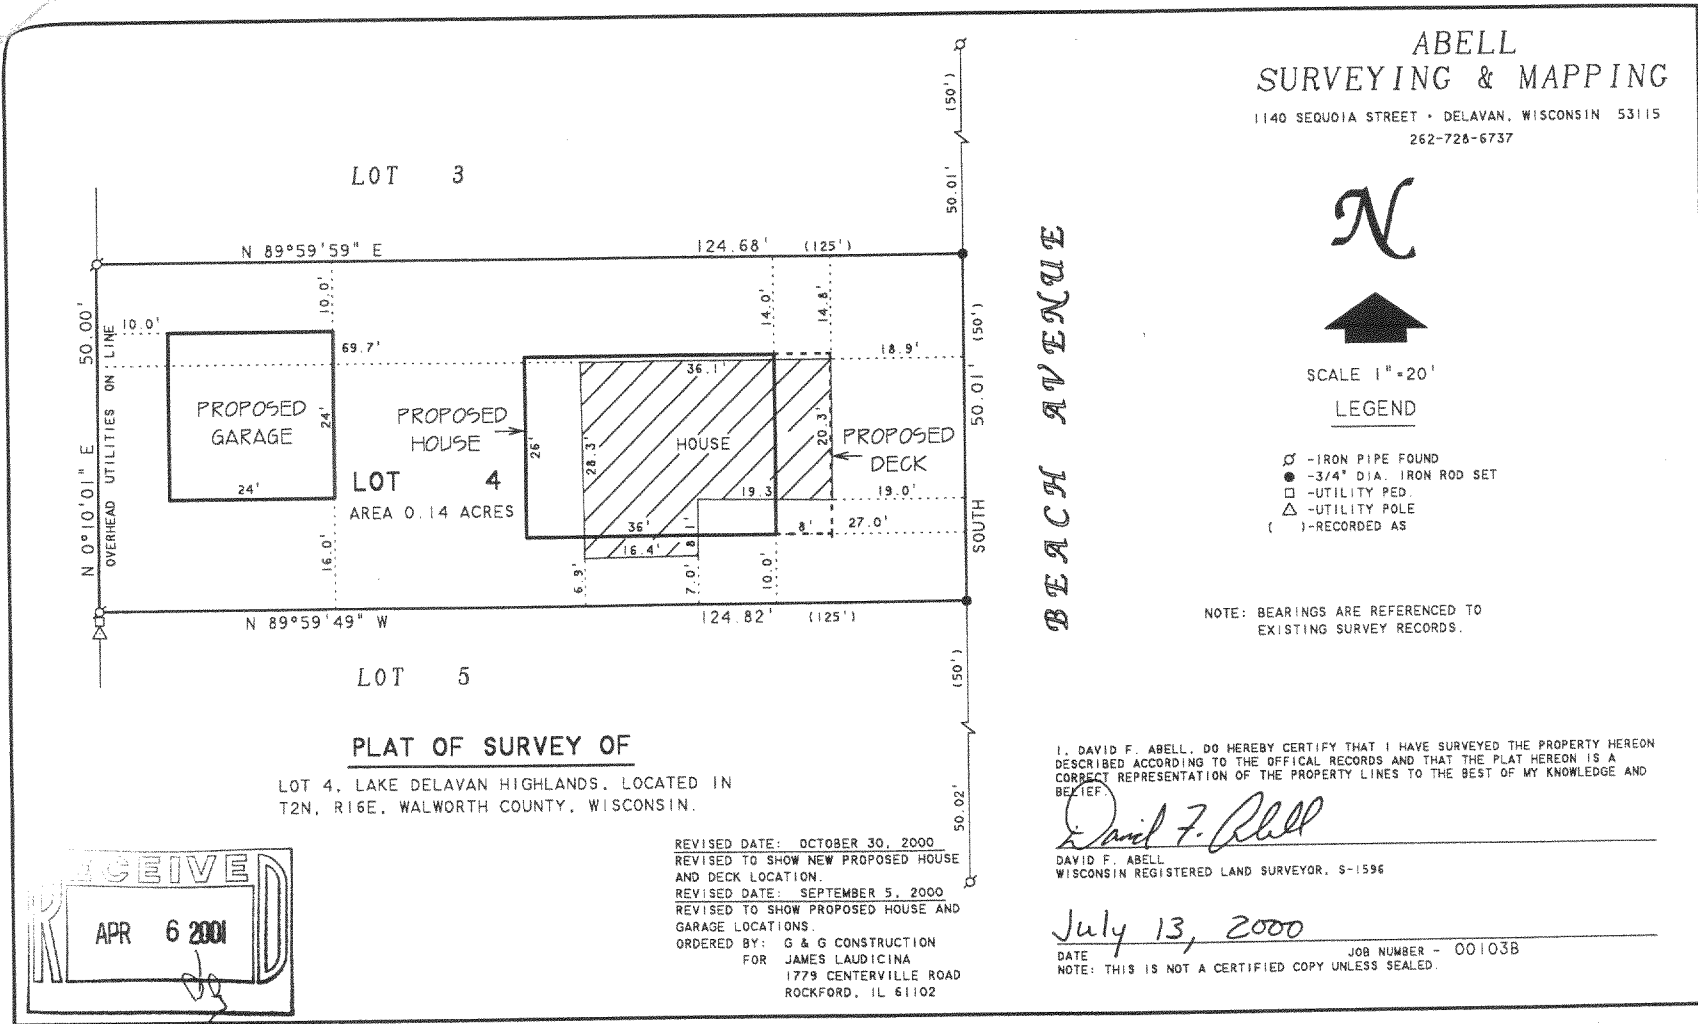 ABELL
SURVEYING & MAPPING
1140 SEQUOIA STREET • DELAVAN, WISCONSIN 53115
262-728-6737
N
SCALE 1"=20'
LEGEND
-IRON PIPE FOUND
-3/4" DIA. IRON ROD SET
-UTILITY PED.
-UTILITY POLE
( )-RECORDED AS
NOTE: BEARINGS ARE REFERENCED TO
EXISTING SURVEY RECORDS.
BEACH AVENUE
LOT 3
(50')
50.01'
N 89°59'59" E
124.68' (125')
50.00'
N 0°10'01" E
OVERHEAD UTILITIES ON LINE
10.0'
10.0'
69.7'
14.0'
14.8'
18.9'
(50')
50.01'
SOUTH
PROPOSED
GARAGE
24'
24'
16.0'
PROPOSED
HOUSE
26'
28.3'
36.1'
HOUSE
20.3'
PROPOSED
DECK
LOT 4
AREA 0.14 ACRES
19.3
19.0'
36'
8.1'
8'
27.0'
16.4'
6.9'
7.0'
10.0'
N 89°59'49" W
124.82' (125')
LOT 5
(50')
50.02'
PLAT OF SURVEY OF
LOT 4, LAKE DELAVAN HIGHLANDS, LOCATED IN
T2N, R16E, WALWORTH COUNTY, WISCONSIN.
REVISED DATE: OCTOBER 30, 2000
REVISED TO SHOW NEW PROPOSED HOUSE
AND DECK LOCATION.
REVISED DATE: SEPTEMBER 5, 2000
REVISED TO SHOW PROPOSED HOUSE AND
GARAGE LOCATIONS.
ORDERED BY: G & G CONSTRUCTION
FOR JAMES LAUDICINA
1779 CENTERVILLE ROAD
ROCKFORD, IL 61102
RECEIVED
APR 6 2001
I, DAVID F. ABELL, DO HEREBY CERTIFY THAT I HAVE SURVEYED THE PROPERTY HEREON
DESCRIBED ACCORDING TO THE OFFICAL RECORDS AND THAT THE PLAT HEREON IS A
CORRECT REPRESENTATION OF THE PROPERTY LINES TO THE BEST OF MY KNOWLEDGE AND
BELIEF.
David F. Abell
DAVID F. ABELL
WISCONSIN REGISTERED LAND SURVEYOR, S-1596
July 13, 2000
DATE JOB NUMBER - 00103B
NOTE: THIS IS NOT A CERTIFIED COPY UNLESS SEALED.